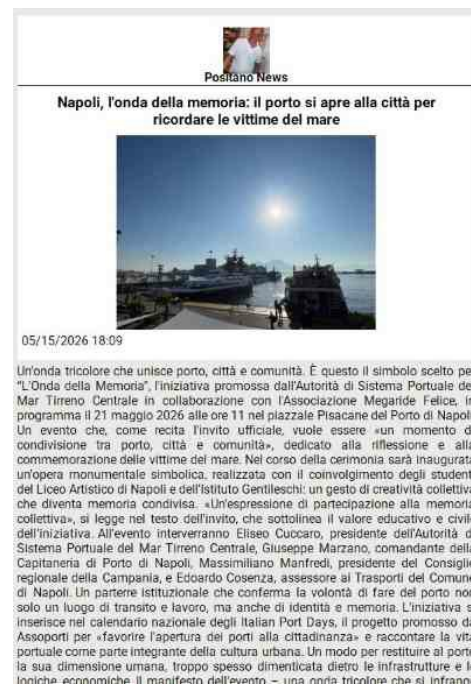 Positano News
Napoli, l'onda della memoria: il porto si apre alla città per
ricordare le vittime del mare
05/15/2026 18:09
Un'onda tricolore che unisce porto, città e comunità. È questo il simbolo scelto pe
"L'Onda della Memoria", l'iniziativa promossa dall'Autorità di Sistema Portuale de
Mar Tirreno Centrale in collaborazione con l'Associazione Megaride Felice, in
programma il 21 maggio 2026 alle ore 11 nel piazzale Pisacane del Porto di Napol
Un evento che, come recita l'invito ufficiale, vuole essere «un momento d
condivisione tra porto, città e comunità», dedicato alla riflessione e alla
commemorazione delle vittime del mare. Nel corso della cerimonia sarà inaugurata
un'opera monumentale simbolica, realizzata con il coinvolgimento degli student
del Liceo Artistico di Napoli e dell'Istituto Gentileschi: un gesto di creatività collettiva
che diventa memoria condivisa. «Un'espressione di partecipazione alla memoria
collettiva», si legge nel testo dell'invito, che sottolinea il valore educativo e civile
dell'iniziativa. All'evento interverranno Eliseo Cuccaro, presidente dell'Autorità d
Sistema Portuale del Mar Tirreno Centrale, Giuseppe Marzano, comandante della
Capitaneria di Porto di Napoli, Massimiliano Manfredi, presidente del Consiglio
regionale della Campania, e Edoardo Cosenza, assessore ai Trasporti del Comune
di Napoli. Un parterre istituzionale che conferma la volontà di fare del porto non
solo un luogo di transito e lavoro, ma anche di identità e memoria. L'iniziativa s
inserisce nel calendario nazionale degli Italian Port Days, il progetto promosso da
Assoporti per «favorire l'apertura dei porti alla cittadinanza» e raccontare la vita
portuale come parte integrante della cultura urbana. Un modo per restituire al porto
la sua dimensione umana, troppo spesso dimenticata dietro le infrastrutture e le
logiche economiche. Il manifesto dell'evento – una onda tricolore che si infrang